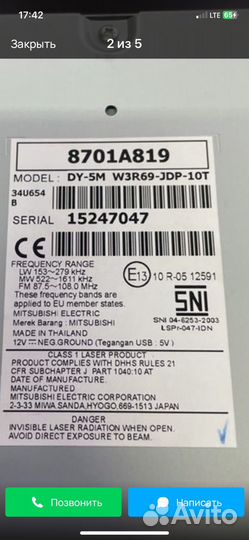 17:42
LTE 65
Закрыть
2 из 5
8701A819
MODEL: DY-5M W3R69-JDP-10T
34U654
B
SERIAL 15247047
CE
FREQUENCY RANGE
LW 153~279 kHz
MW 522~1611 kHz
FM 87.5~108.0 MHz
These frequency bands are
applied to EU member states.
MITSUBISHI ELECTRIC
Merek Barang : MITSUBISHI
MADE IN THAILAND
12V NEG.GROUND (Tegangan USB : 5V)
E13 10 R-05 12591
SNI
SNI 04-6253-2003
LSPr-047-IDN
CLASS 1 LASER PRODUCT
PRODUCT COMPLIES WITH DHHS RULES 21
CFR SUBCHAPTER J PART 1040:10 AT
DATE OF MANUFACTURE.
MANUFACTURED
MITSUBISHI ELECTRIC CORPORATION
2-3-33 MIWA,SANDA,HYOGO,669-1513 JAPAN
DANGER
INVISIBLE LASER RADIATION WHEN OPEN.
AVOID DIRECT EXPOSURE TO BEAM.
Позвонить
Написать
Avito